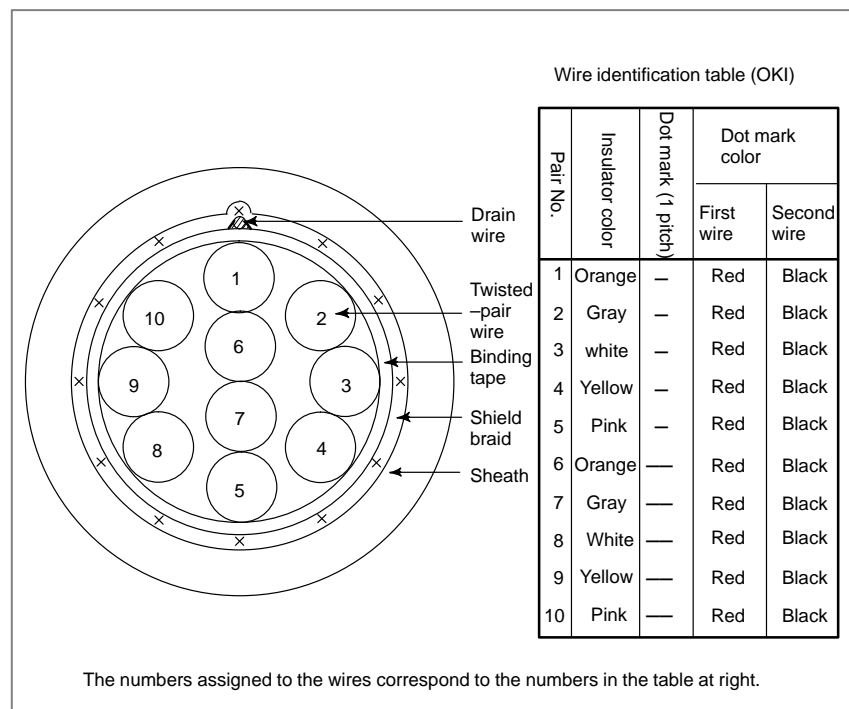 Wire identification table (OKI)
Pair No. Insulator color Dot mark (1 pitch) Dot mark color
First wire Second wire
1 Orange — Red Black
2 Gray — Red Black
3 white — Red Black
4 Yellow — Red Black
5 Pink — Red Black
6 Orange —— Red Black
7 Gray —— Red Black
8 White —— Red Black
9 Yellow —— Red Black
10 Pink —— Red Black
Drain
wire
Twisted
–pair
wire
Binding
tape
Shield
braid
Sheath
1
2
3
4
5
6
7
8
9
10
The numbers assigned to the wires correspond to the numbers in the table at right.